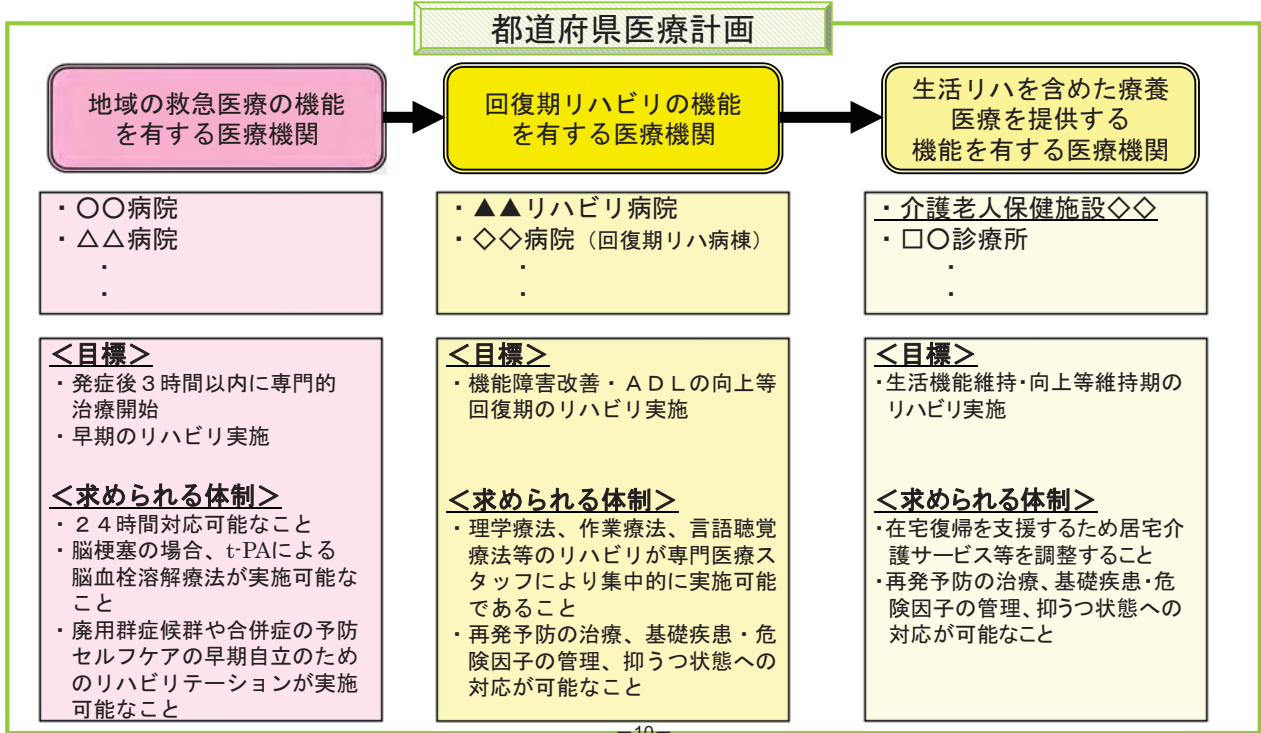 都道府県医療計画
地域の救急医療の機能
を有する医療機関
回復期リハビリの機能
を有する医療機関
生活リハを含めた療養
医療を提供する
機能を有する医療機関
・〇〇病院
・△△病院
・
・
・▲▲リハビリ病院
・◇◇病院（回復期リハ病棟）
・
・
・介護老人保健施設◇◇
・□〇診療所
・
・
＜目標＞
・発症後３時間以内に専門的
治療開始
・早期のリハビリ実施
＜求められる体制＞
・２４時間対応可能なこと
・脳梗塞の場合、t-PAによる
脳血栓溶解療法が実施可能な
こと
・廃用群症候群や合併症の予防
セルフケアの早期自立のため
のリハビリテーションが実施
可能なこと
＜目標＞
・機能障害改善・ＡＤＬの向上等
回復期のリハビリ実施
＜求められる体制＞
・理学療法、作業療法、言語聴覚
療法等のリハビリが専門医療ス
タッフにより集中的に実施可能
であること
・再発予防の治療、基礎疾患・危
険因子の管理、抑うつ状態への
対応が可能なこと
＜目標＞
・生活機能維持・向上等維持期の
リハビリ実施
＜求められる体制＞
・在宅復帰を支援するため居宅介
護サービス等を調整すること
・再発予防の治療、基礎疾患・危
険因子の管理、抑うつ状態への
対応が可能なこと
－10－